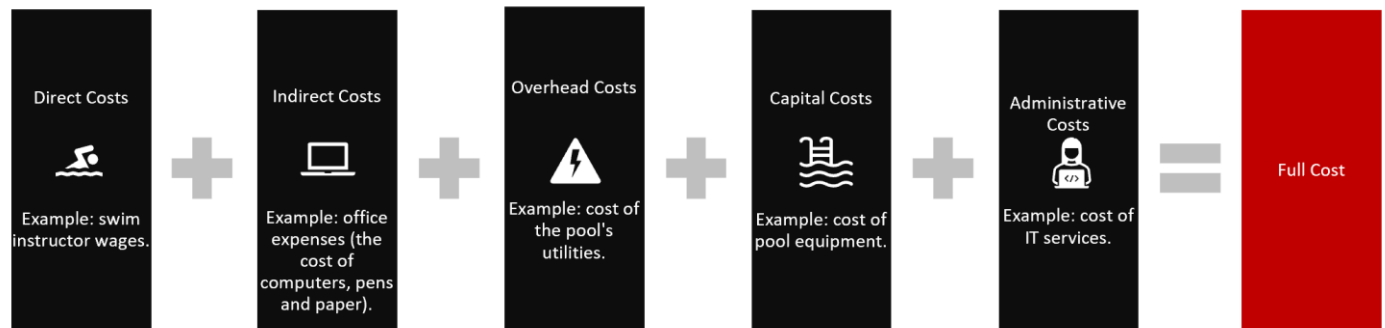 Direct Costs
Example: swim
instructor wages.
Indirect Costs
Example: office
expenses (the
cost of
computers, pens
and paper).
Overhead Costs
Example: cost of
the pool's
utilities.
Capital Costs
Example: cost of
pool equipment.
Administrative
Costs
</>
Example: cost of
IT services.
Full Cost